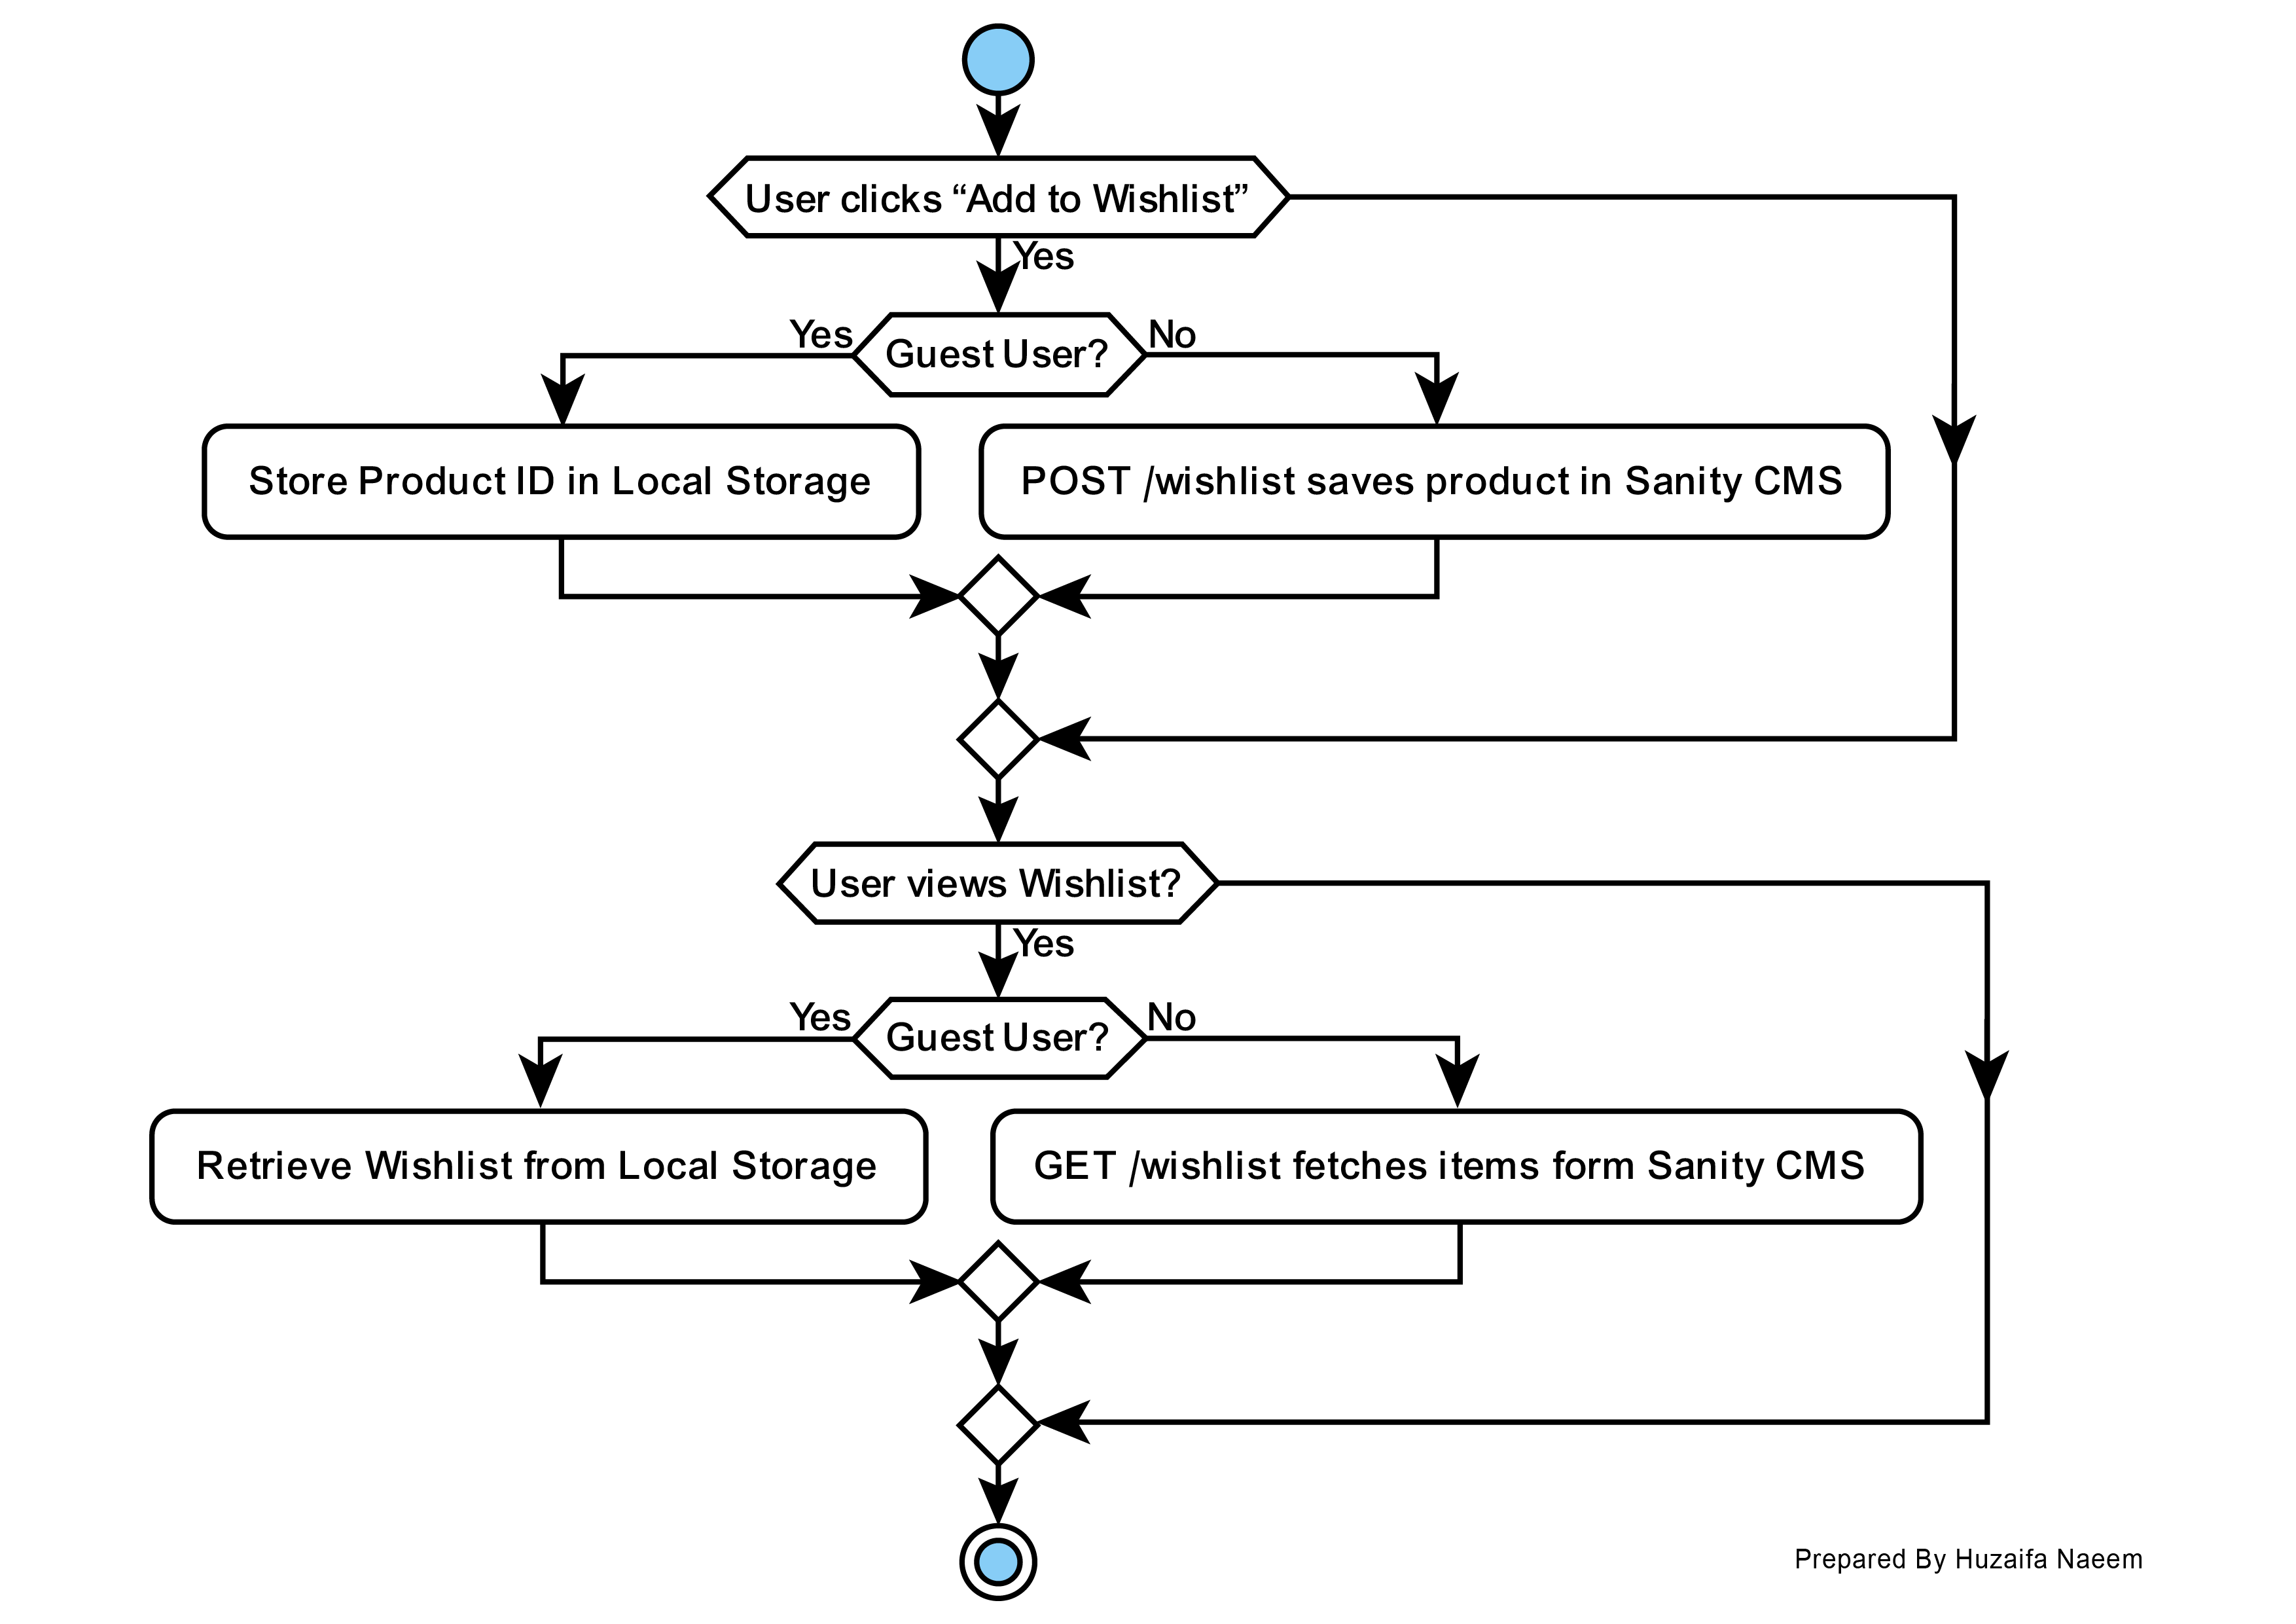 User clicks “Add to Wishlist”
Yes
Yes
Guest User?
No
Store Product ID in Local Storage
POST /wishlist saves product in Sanity CMS
User views Wishlist?
Yes
Yes
Guest User?
No
Retrieve Wishlist from Local Storage
GET /wishlist fetches items form Sanity CMS
Prepared By Huzaifa Naeem